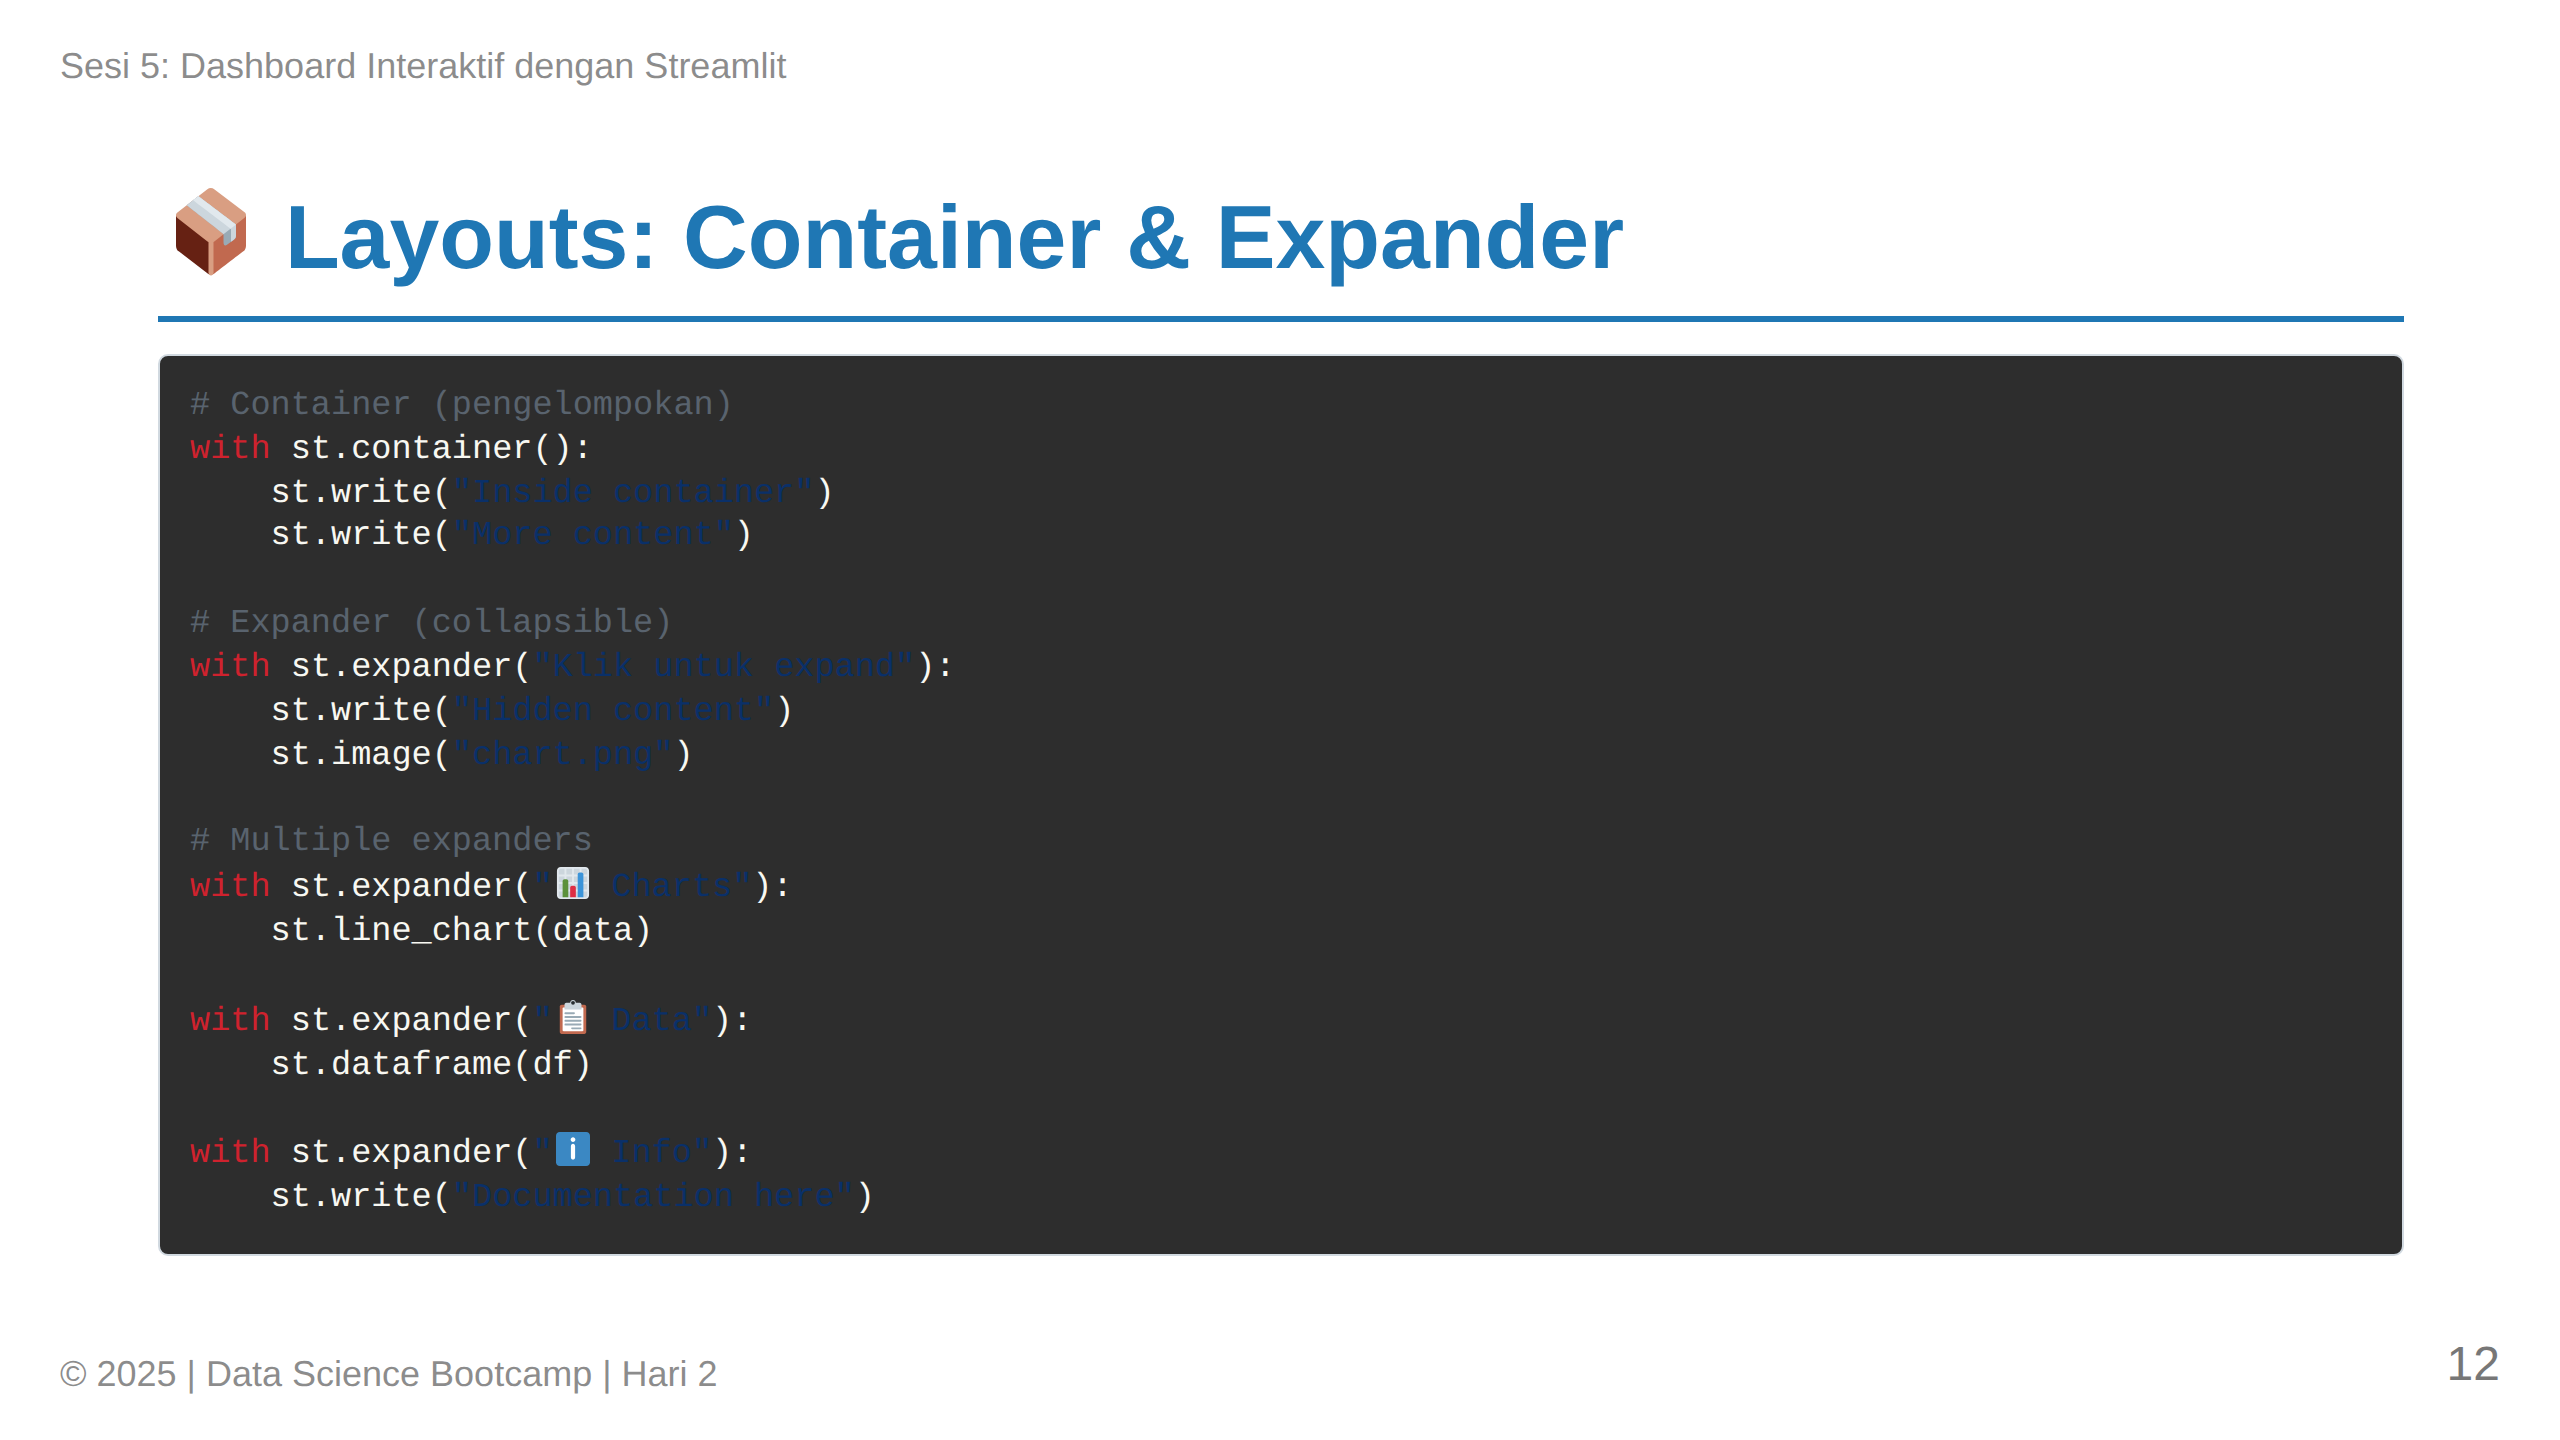 Sesi 5: Dashboard Interaktif dengan Streamlit
📦 Layouts: Container & Expander
# Container (pengelompokan)
with st.container():
    st.write("Inside container")
    st.write("More content")
# Expander (collapsible)
with st.expander("Klik untuk expand"):
    st.write("Hidden content")
    st.image("chart.png")
# Multiple expanders
with st.expander("📊 Charts"):
    st.line_chart(data)
with st.expander("📋 Data"):
    st.dataframe(df)
with st.expander("ℹ️ Info"):
    st.write("Documentation here")
© 2025 | Data Science Bootcamp | Hari 2
12